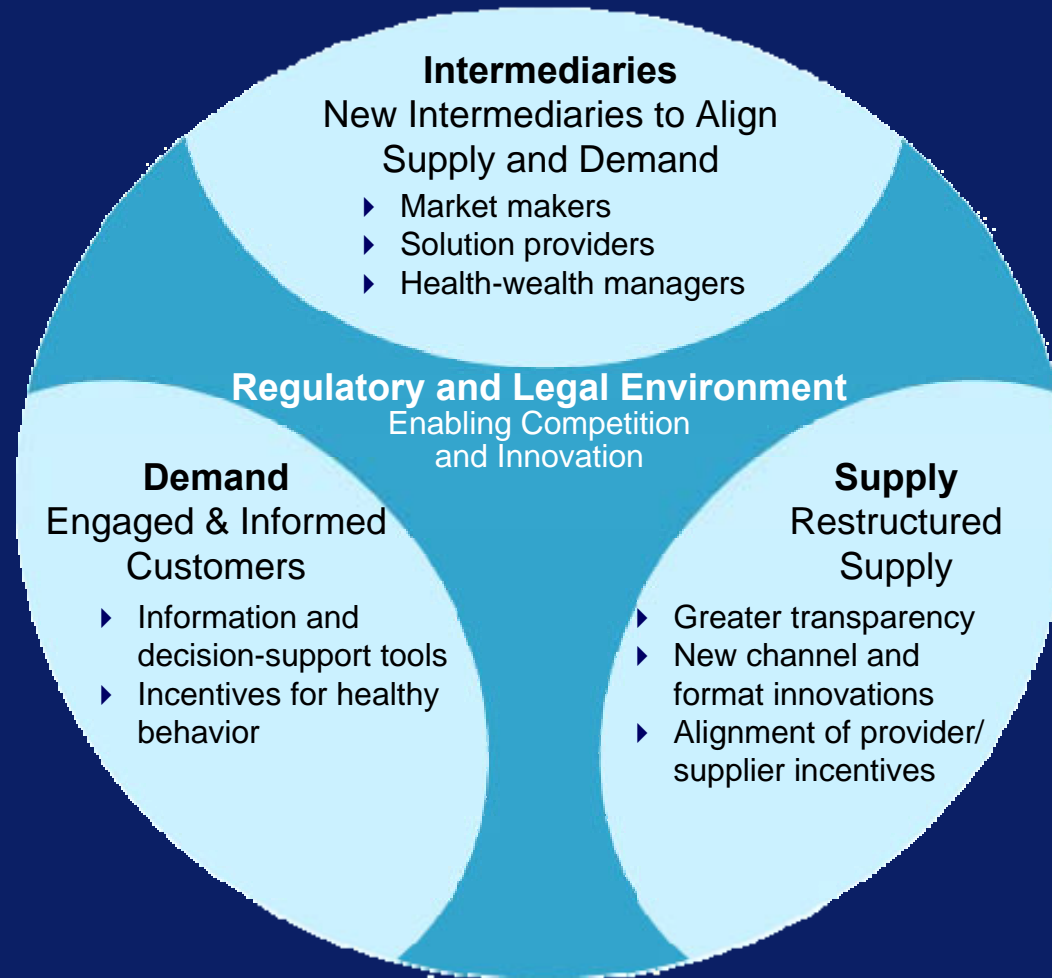 Intermediaries
New Intermediaries to Align
Supply and Demand
Market makers
Solution providers
Health-wealth managers
Regulatory and Legal Environment
Enabling Competition
and Innovation
Demand
Engaged & Informed
Customers
Information and
decision-support tools
Incentives for healthy
behavior
Supply
Restructured
Supply
Greater transparency
New channel and
format innovations
Alignment of provider/
supplier incentives